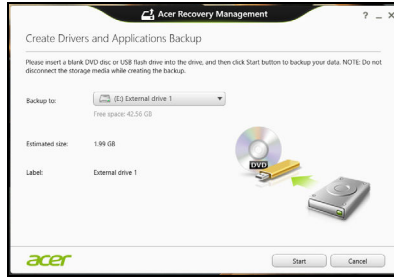 Acer Recovery Management
? _ ×
Create Drivers and Applications Backup
Please insert a blank DVD disc or USB flash drive into the drive, and then click Start button to backup your data. NOTE: Do not
disconnect the storage media while creating the backup.
Backup to: (E:) External drive 1
Free space: 42.56 GB
Estimated size: 1.99 GB
DVD
Label: External drive 1
acer Start Cancel